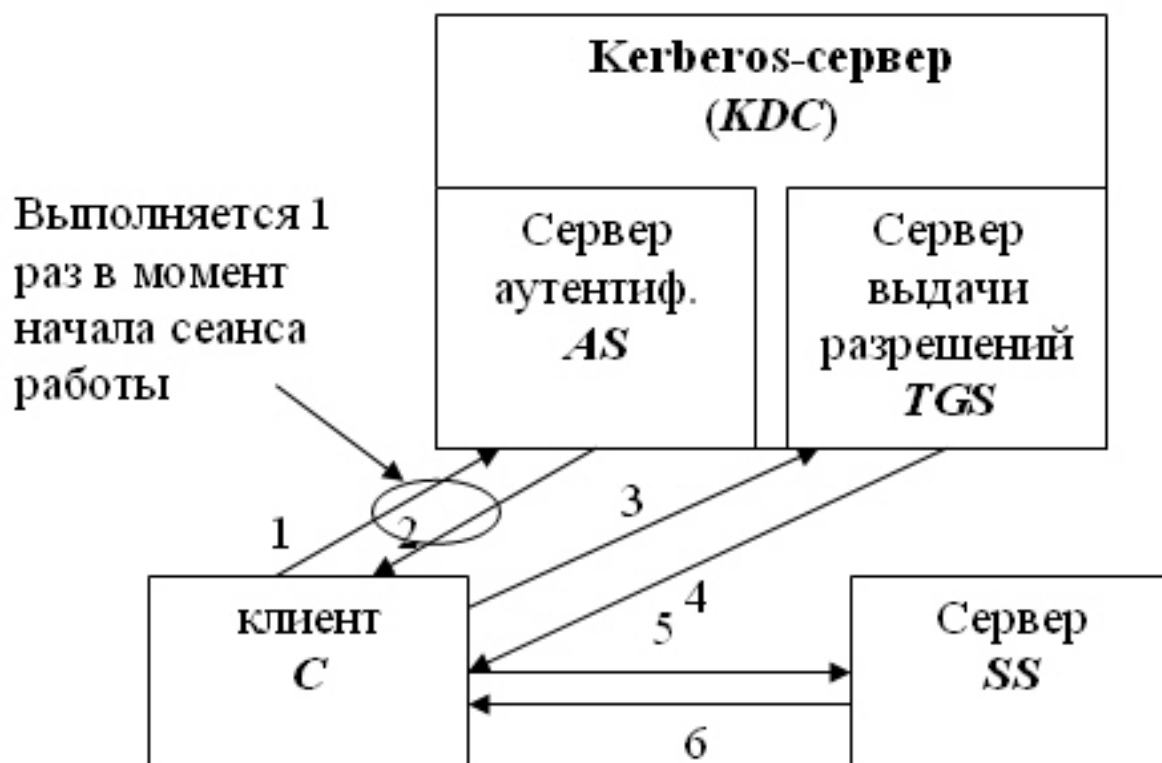 Kerberos-сервер
(KDC)
Выполняется 1
раз в момент
начала сеанса
работы
Сервер
аутентиф.
AS
Сервер
выдачи
разрешений
TGS
1
2
3
4
5
клиент
C
Сервер
SS
6